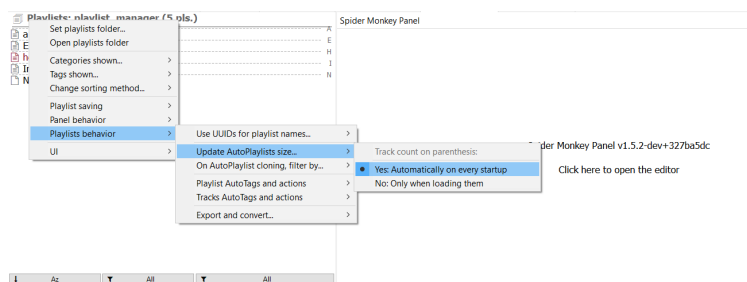 Playlists: playlist_manager (5 pls.)
Spider Monkey Panel
Set playlists folder...
Open playlists folder
Categories shown...
Tags shown...
Change sorting method...
Playlist saving
Panel behavior
Playlists behavior
UI
A
E
H
I
N
a
E
h
N
Use UUIDs for playlist names...
Update AutoPlaylists size...
On AutoPlaylist cloning, filter by...
Playlist AutoTags and actions
Tracks AutoTags and actions
Export and convert...
Track count on parenthesis:
Yes: Automatically on every startup
No: Only when loading them
der Monkey Panel v1.5.2-dev+327ba5dc
Click here to open the editor
Az
All
All